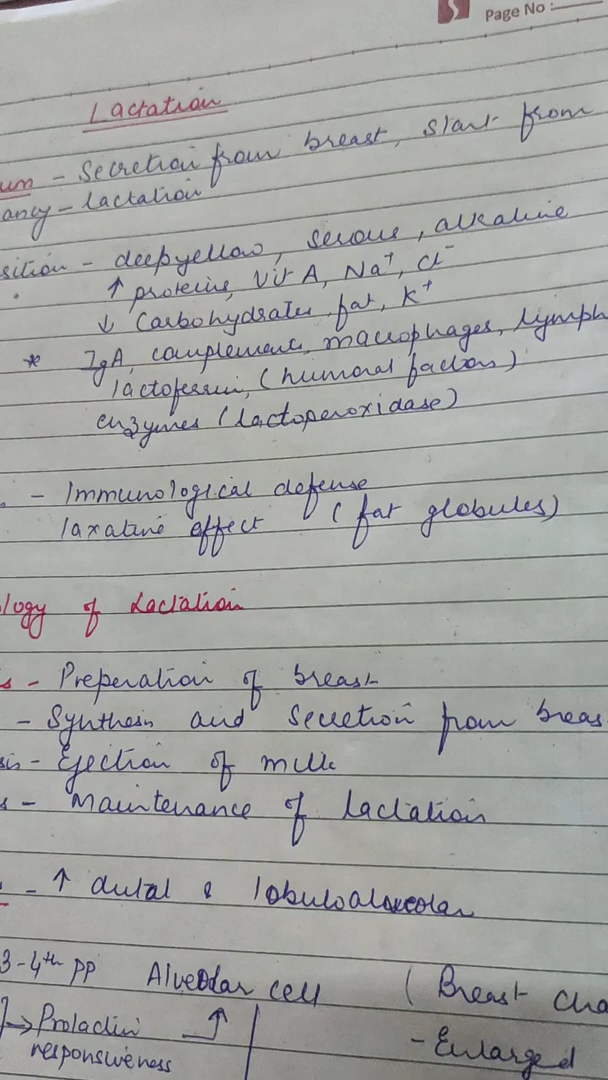 Page No :
Lactation
um - Secretion from breast, start from
ancy - lactation
sition - deep yellow, serous, alkaline
↑ proteins, Vit A, Na⁺, Cl⁻
↓ Carbohydrates, fat, K⁺
* IgA, complement, macrophages, lymph
lactoferrin, (humoral factors)
enzymes (lactoperoxidase)
- Immunological defense
laxative effect (fat globules)
logy of Lactation
s - Preperation of breast
- Synthesis and secretion from breas
sis - Ejection of milk
s - Maintenance of lactation
- ↑ dutal & lobuloalveolar
3-4th PP Alveolar cell (Breast cha
→ Prolactin ↑
- Enlarged
responsiveness